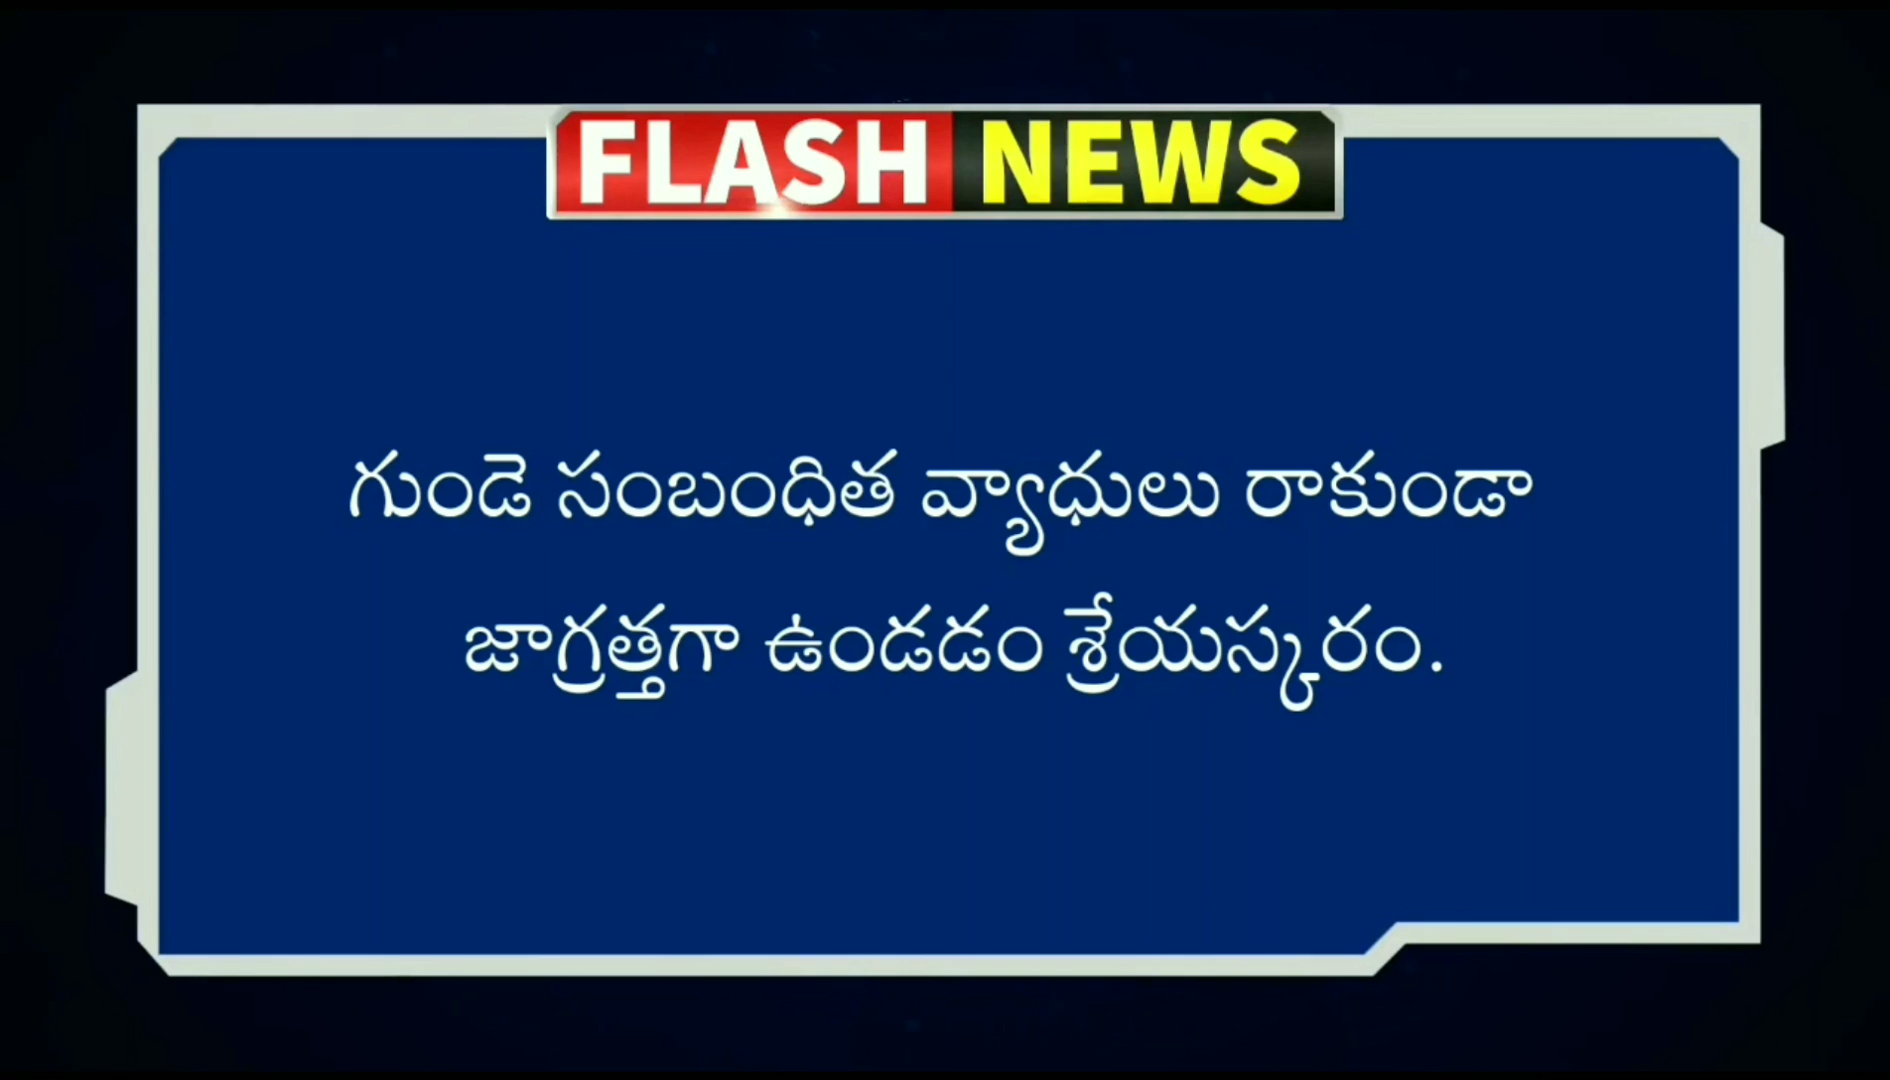 FLASH NEWS
గుండె సంబంధిత వ్యాధులు రాకుండా
జాగ్రత్తగా ఉండడం శ్రేయస్కరం.